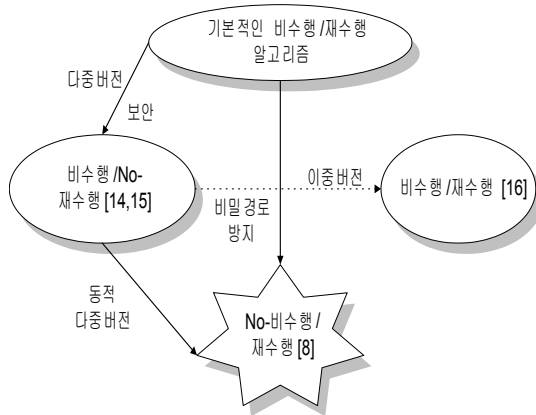 기본적인 비수행/재수행
알고리즘
다중버전
보안
비수행/No-
재수행[14,15]
이중버전
비수행/재수행 [16]
비밀경로
방지
동적
다중버전
No-비수행/
재수행[8]